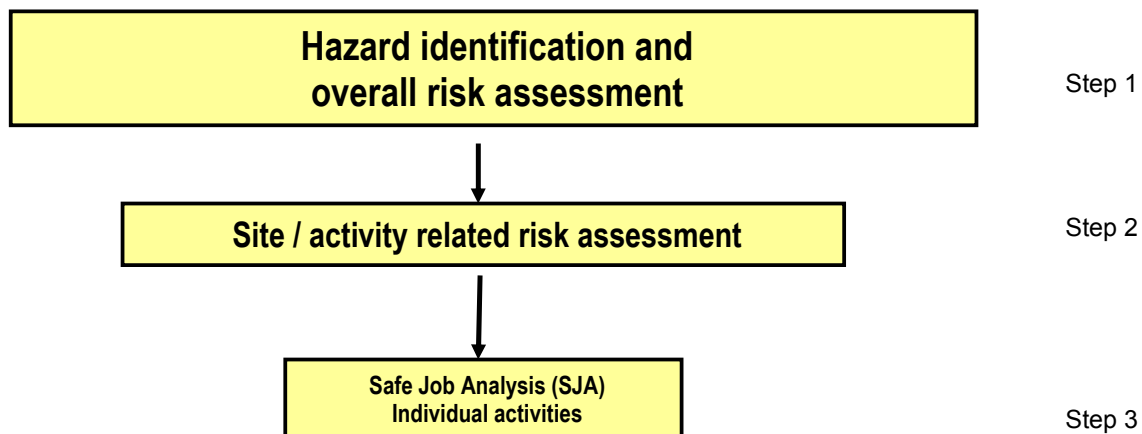 Hazard identification and
overall risk assessment
Step 1
Site / activity related risk assessment
Step 2
Safe Job Analysis (SJA)
Individual activities
Step 3